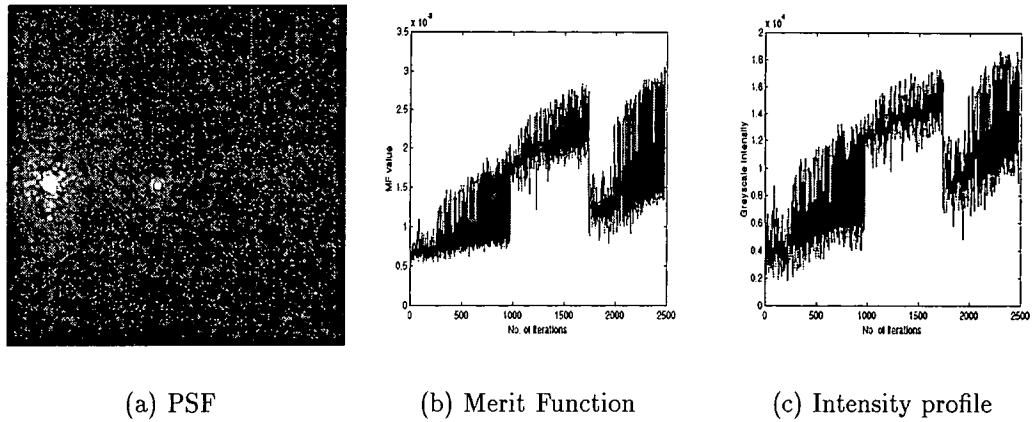 x 10⁻³
3.5
3
2.5
2
1.5
1
0.5
0
MF value
0 500 1000 1500 2000 2500
No. of Iterations
x 10⁴
2
1.8
1.6
1.4
1.2
1
0.8
0.6
0.4
0.2
0
Greyscale Intensity
0 500 1000 1500 2000 2500
No. of Iterations
(a) PSF (b) Merit Function (c) Intensity profile